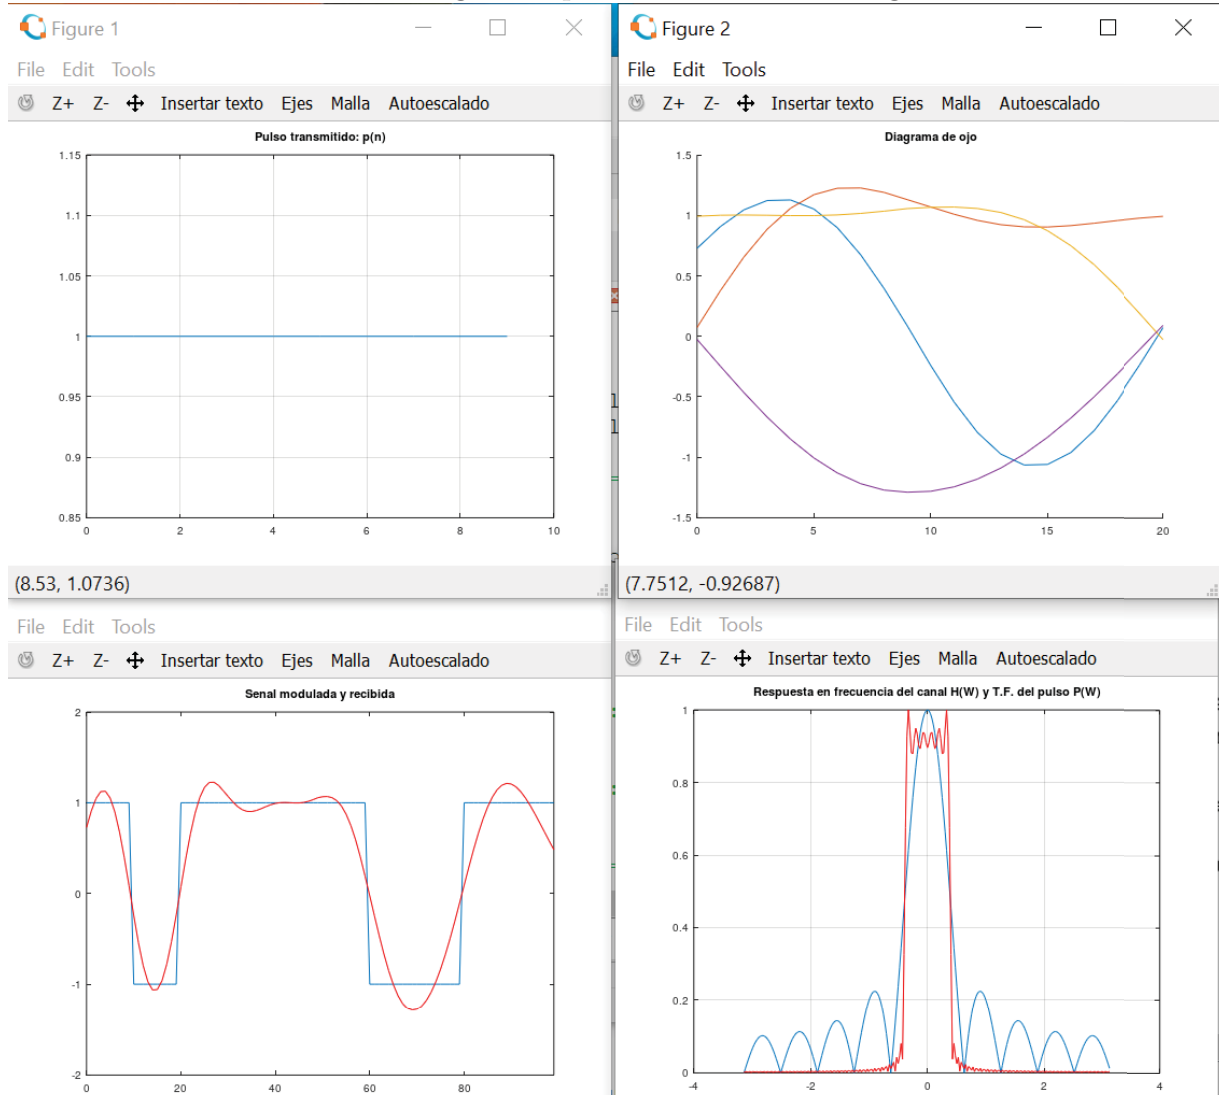 Figure 1
File Edit Tools
Z+ Z- Insertar texto Ejes Malla Autoescalado
Pulso transmitido: p(n)
1.15
1.1
1.05
1
0.95
0.9
0.85
0 2 4 6 8 10
(8.53, 1.0736)
Figure 2
File Edit Tools
Z+ Z- Insertar texto Ejes Malla Autoescalado
Diagrama de ojo
1.5
1
0.5
0
-0.5
-1
-1.5
0 5 10 15 20
(7.7512, -0.92687)
File Edit Tools
Z+ Z- Insertar texto Ejes Malla Autoescalado
Senal modulada y recibida
2
1
0
-1
-2
0 20 40 60 80
File Edit Tools
Z+ Z- Insertar texto Ejes Malla Autoescalado
Respuesta en frecuencia del canal H(W) y T.F. del pulso P(W)
1
0.8
0.6
0.4
0.2
0
-4 -2 0 2 4